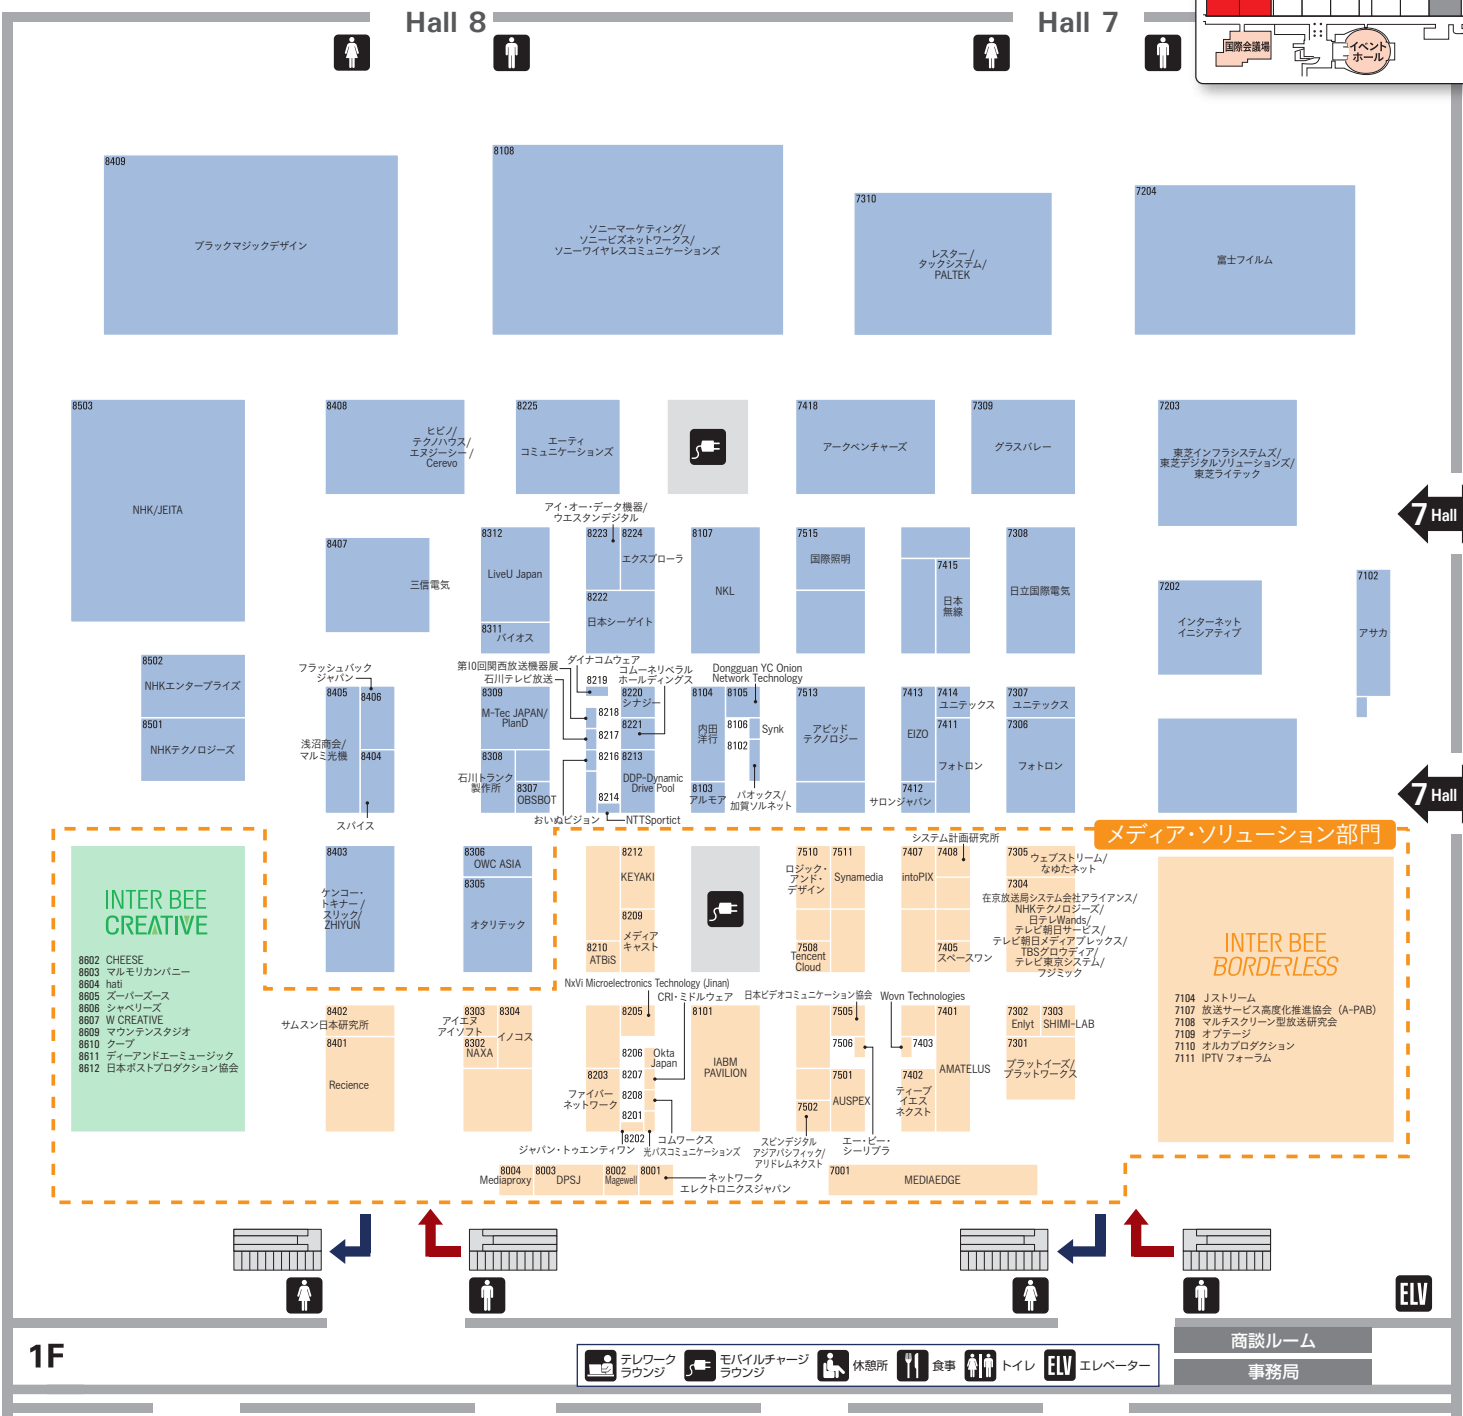 Hall 8
Hall 7
国際会議場
イベント
ホール
8409
ブラックマジックデザイン
8108
ソニーマーケティング/
ソニービズネットワークス/
ソニーワイヤレスコミュニケーションズ
7310
レスター/
タックシステム/
PALTEK
7204
富士フイルム
8503
NHK/JEITA
8408
ヒビノ/
テクノハウス/
エヌジーシー/
Cerevo
8225
エーティ
コミュニケーションズ
7418
アークベンチャーズ
7309
グラスバレー
7203
東芝インフラシステムズ/
東芝デジタルソリューションズ/
東芝ライテック
7 Hall
アイ・オー・データ機器/
ウエスタンデジタル
8407
三信電気
8312
LiveU Japan
8311
バイオス
8223
8224
エクスプローラ
8222
日本シーゲイト
8107
NKL
7515
国際照明
7415
日本
無線
7308
日立国際電気
7202
インターネット
イニシアティブ
7102
アサカ
8502
NHKエンタープライズ
8501
NHKテクノロジーズ
フラッシュバック
ジャパン
8405
8406
浅沼商会/
マルミ光機
8404
スパイス
第10回関西放送機器展
石川テレビ放送
ダイナコムウェア
8219
コムーネリベラル
ホールディングス
8309
M-Tec JAPAN/
PlanD
8308
石川トランク
製作所
8307
OBSBOT
8218
8217
8216
8214
おいぬビジョン
NTTSportict
8220
シナジー
8221
8213
DDP-Dynamic
Drive Pool
8104
内田
洋行
8103
アルモア
Dongguan YC Onion
Network Technology
8105
8106
Synk
8102
パオックス/
加賀ソルネット
7513
アビッド
テクノロジー
7413
EIZO
7412
サロンジャパン
7414
ユニテックス
7411
フォトロン
7307
ユニテックス
7306
フォトロン
7 Hall
メディア・ソリューション部門
INTER BEE
CREATIVE
8602 CHEESE
8603 マルモリカンパニー
8604 hati
8605 ズーパーズース
8606 シャベリーズ
8607 W CREATIVE
8609 マウンテンスタジオ
8610 クープ
8611 ディーアンドエーミュージック
8612 日本ポストプロダクション協会
8403
ケンコー・
トキナー/
スリック/
ZHIYUN
8306
OWC ASIA
8305
オタリテック
8212
KEYAKI
8209
メディア
キャスト
8210
ATBiS
7510
ロジック・
アンド・
デザイン
7511
Synamedia
7508
Tencent
Cloud
システム計画研究所
7407
intoPIX
7408
7405
スペースワン
7305
ウェブストリーム/
なゆたネット
7304
在京放送局システム会社アライアンス/
NHKテクノロジーズ/
日テレWands/
テレビ朝日サービス/
テレビ朝日メディアプレックス/
TBSグロウディア/
テレビ東京システム/
フジミック
INTER BEE
BORDERLESS
7104 Jストリーム
7107 放送サービス高度化推進協会 (A-PAB)
7108 マルチスクリーン型放送研究会
7109 オプテージ
7110 オルカプロダクション
7111 IPTV フォーラム
8402
サムスン日本研究所
8401
Recience
8303
アイエヌ
アイソフト
8304
イノコス
8302
NAXA
NxVi Microelectronics Technology (Jinan)
CRI・ミドルウェア
8205
8206
Okta
Japan
8207
8208
8201
8202
8203
ファイバー
ネットワーク
ジャパン・トゥエンティワン
コムワークス
光パスコミュニケーションズ
8101
IABM
PAVILION
日本ビデオコミュニケーション協会
7505
7506
7501
AUSPEX
7502
スピンデジタル
アジアパシフィック/
アリドレムネクスト
エー・ビー・
シーリブラ
Wovn Technologies
7403
7402
ディープ
イエス
ネクスト
7401
AMATELUS
7302
Enlyt
7303
SHIMI-LAB
7301
プラットイーズ/
プラットワークス
8004
Mediaproxy
8003
DPSJ
8002
Magewell
8001
ネットワーク
エレクトロニクスジャパン
7001
MEDIAEDGE
ELV
1F
テレワーク
ラウンジ
モバイルチャージ
ラウンジ
休憩所
食事
トイレ
ELV
エレベーター
商談ルーム
事務局